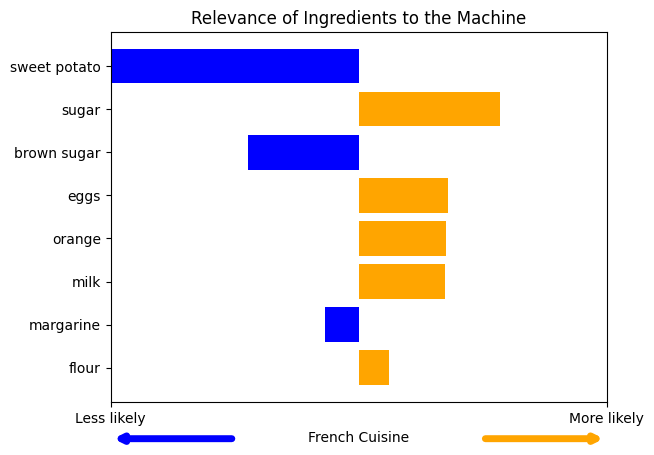 Relevance of Ingredients to the Machine
sweet potato
sugar
brown sugar
eggs
orange
milk
margarine
flour
Less likely
More likely
French Cuisine